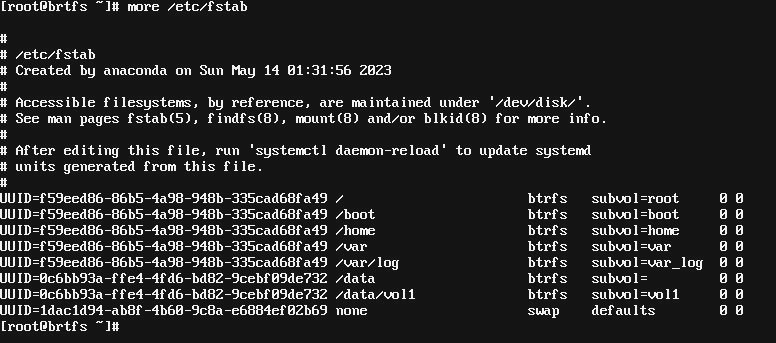 [root@brtfs ~]# more /etc/fstab
#
# /etc/fstab
# Created by anaconda on Sun May 14 01:31:56 2023
#
# Accessible filesystems, by reference, are maintained under '/dev/disk/'.
# See man pages fstab(5), findfs(8), mount(8) and/or blkid(8) for more info.
#
# After editing this file, run 'systemctl daemon-reload' to update systemd
# units generated from this file.
#
UUID=f59eed86-86b5-4a98-948b-335cad68fa49 / btrfs subvol=root 0 0
UUID=f59eed86-86b5-4a98-948b-335cad68fa49 /boot btrfs subvol=boot 0 0
UUID=f59eed86-86b5-4a98-948b-335cad68fa49 /home btrfs subvol=home 0 0
UUID=f59eed86-86b5-4a98-948b-335cad68fa49 /var btrfs subvol=var 0 0
UUID=f59eed86-86b5-4a98-948b-335cad68fa49 /var/log btrfs subvol=var_log 0 0
UUID=0c6bb93a-ffe4-4fd6-bd82-9cebf09de732 /data btrfs subvol= 0 0
UUID=0c6bb93a-ffe4-4fd6-bd82-9cebf09de732 /data/vol1 btrfs subvol=vol1 0 0
UUID=1dac1d94-ab8f-4b60-9c8a-e6884ef02b69 none swap defaults 0 0
[root@brtfs ~]#